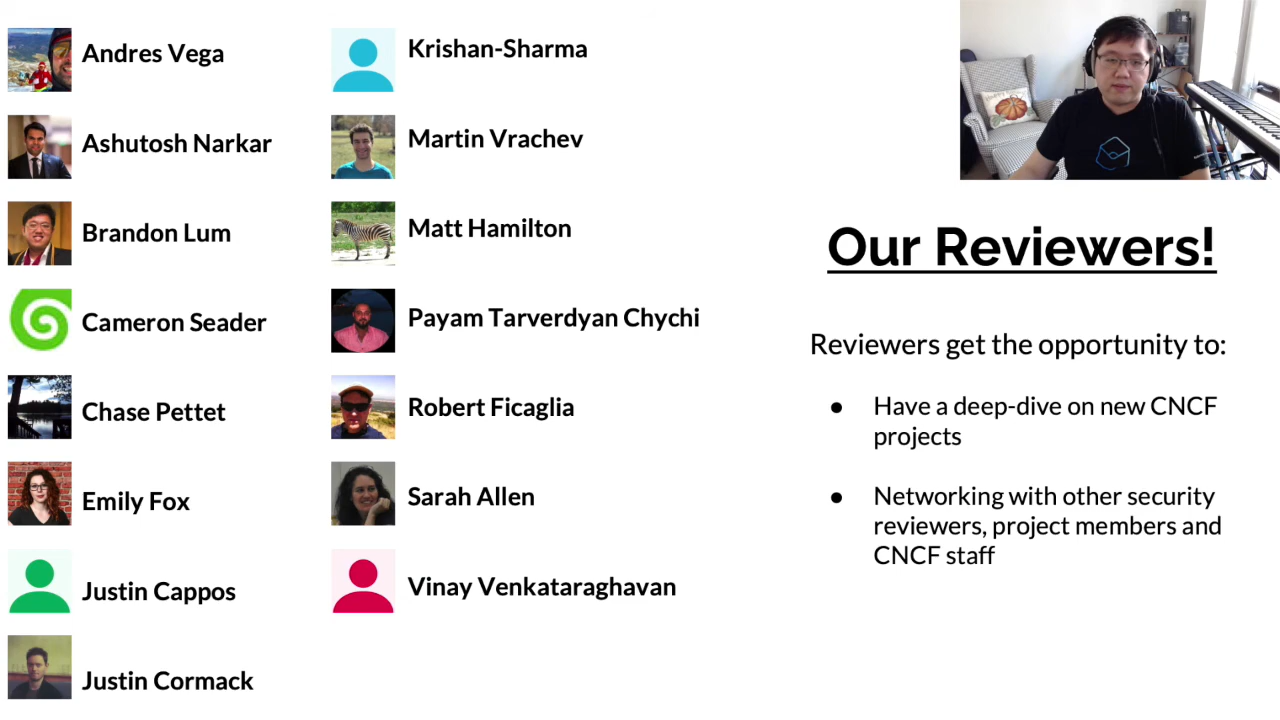 Andres Vega
Ashutosh Narkar
Brandon Lum
Cameron Seader
Chase Pettet
Emily Fox
Justin Cappos
Justin Cormack
Krishan-Sharma
Martin Vrachev
Matt Hamilton
Payam Tarverdyan Chychi
Robert Ficaglia
Sarah Allen
Vinay Venkataraghavan
Our Reviewers!
Reviewers get the opportunity to:
● Have a deep-dive on new CNCF
projects
● Networking with other security
reviewers, project members and
CNCF staff